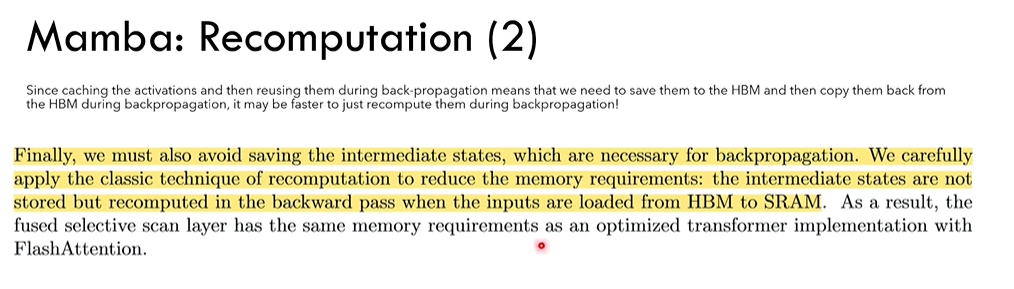 Mamba: Recomputation (2)
Since caching the activations and then reusing them during back-propagation means that we need to save them to the HBM and then copy them back from
the HBM during backpropagation, it may be faster to just recompute them during backpropagation!
Finally, we must also avoid saving the intermediate states, which are necessary for backpropagation. We carefully
apply the classic technique of recomputation to reduce the memory requirements: the intermediate states are not
stored but recomputed in the backward pass when the inputs are loaded from HBM to SRAM. As a result, the
fused selective scan layer has the same memory requirements as an optimized transformer implementation with
FlashAttention.